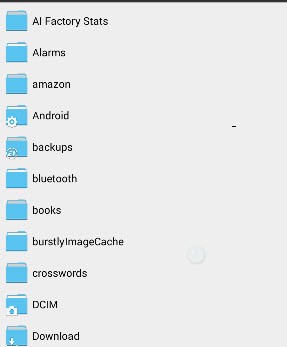 AI Factory Stats
Alarms
amazon
Android
backups
bluetooth
books
burstlyImageCache
crosswords
DCIM
Download